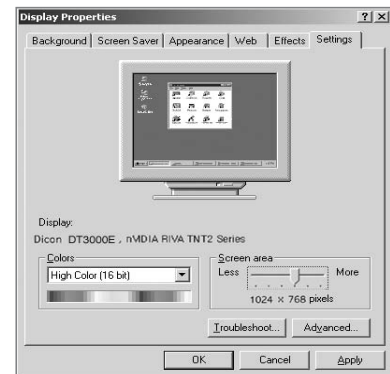 Display Properties
Background Screen Saver Appearance Web Effects Settings
Display:
Dicon DT3000E , nVIDIA RIVA TNT2 Series
Colors
High Color (16 bit)
Screen area
Less More
1024 × 768 pixels
Troubleshoot... Advanced...
OK Cancel Apply